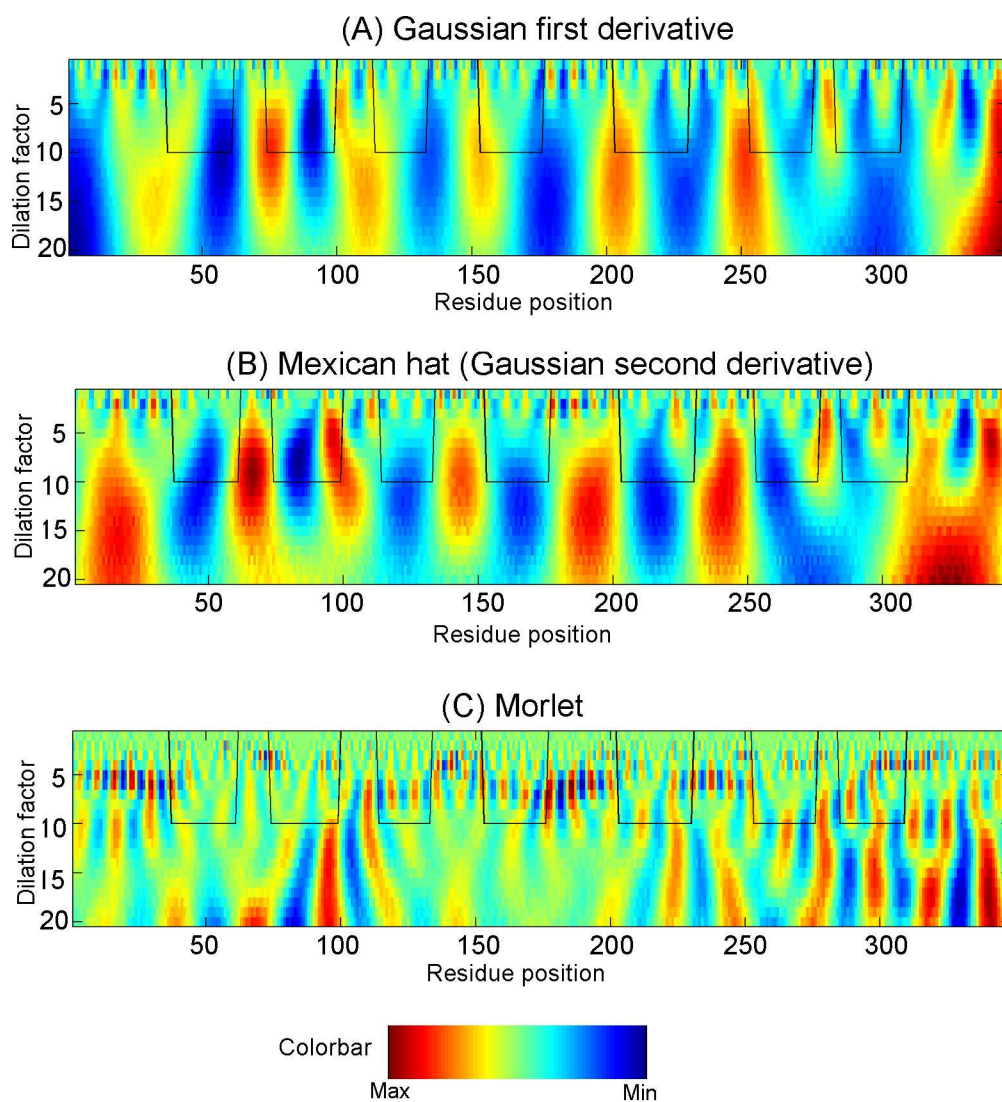 (A) Gaussian first derivative
Dilation factor
5
10
15
20
50 100 150 200 250 300
Residue position
(B) Mexican hat (Gaussian second derivative)
Dilation factor
5
10
15
20
50 100 150 200 250 300
Residue position
(C) Morlet
Dilation factor
5
10
15
20
50 100 150 200 250 300
Residue position
Colorbar
Max Min